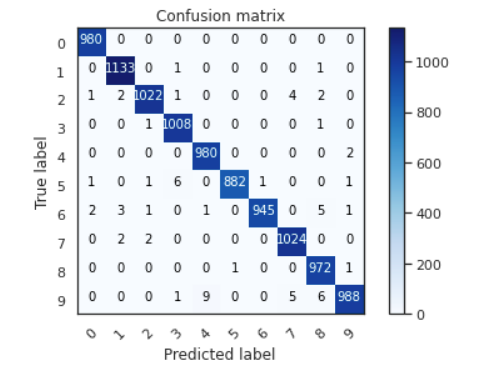 Confusion matrix
True label
0 980 0 0 0 0 0 0 0 0 0
1 0 1133 0 1 0 0 0 0 1 0
2 1 2 1022 1 0 0 0 4 2 0
3 0 0 1 1008 0 0 0 0 1 0
4 0 0 0 0 980 0 0 0 0 2
5 1 0 1 6 0 882 1 0 0 1
6 2 3 1 0 1 0 945 0 5 1
7 0 2 2 0 0 0 0 1024 0 0
8 0 0 0 0 0 1 0 0 972 1
9 0 0 0 1 9 0 0 5 6 988
0 1 2 3 4 5 6 7 8 9
Predicted label
1000
800
600
400
200
0